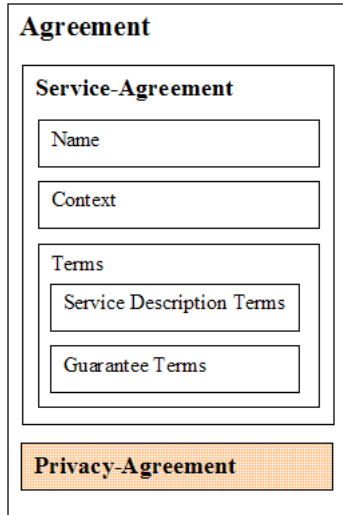 Agreement
Service-Agreement
Name
Context
Terms
Service Description Terms
Guarantee Terms
Privacy-Agreement